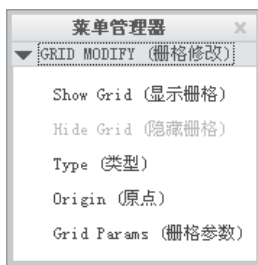 菜单管理器
GRID MODIFY (栅格修改)
Show Grid (显示栅格)
Hide Grid (隐藏栅格)
Type (类型)
Origin (原点)
Grid Params (栅格参数)